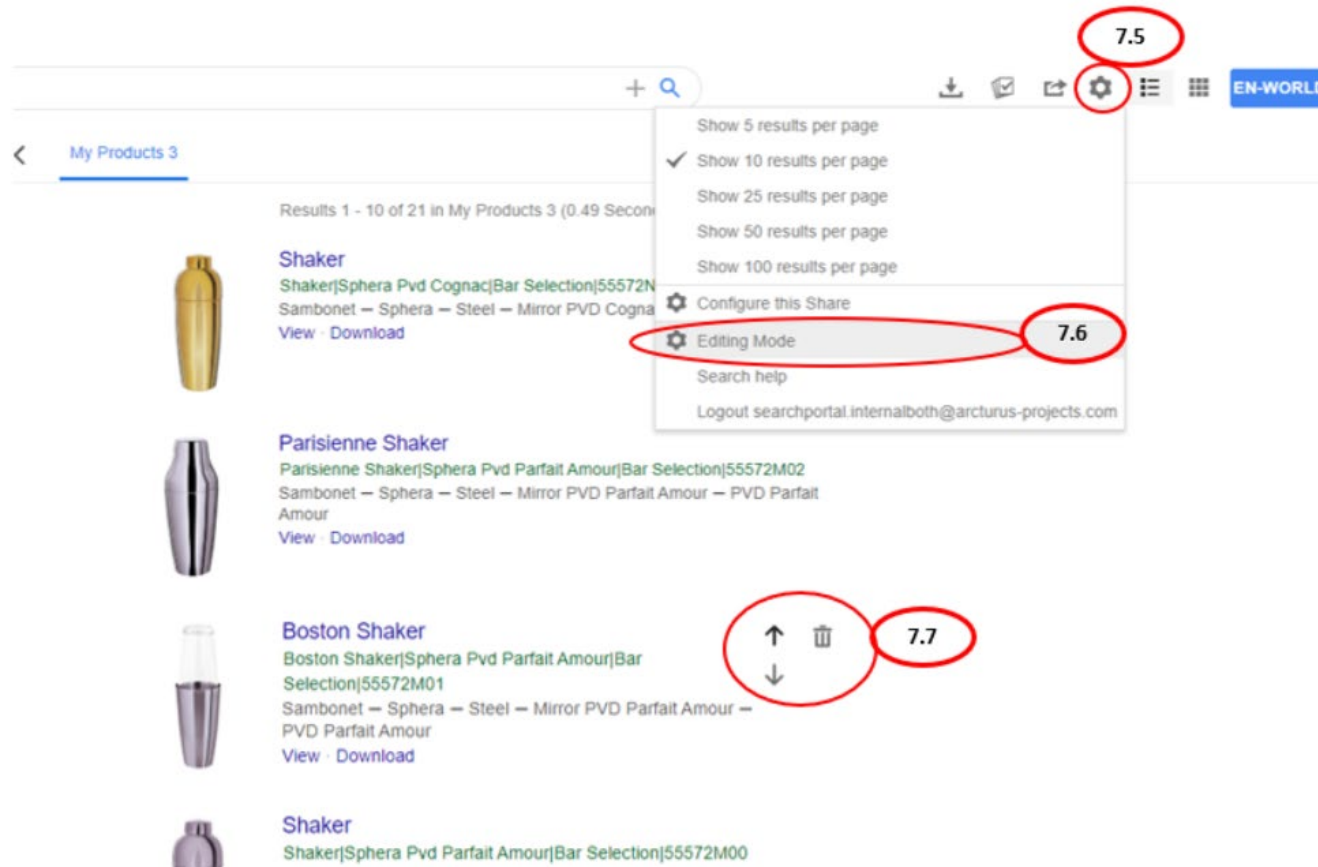 7.5
EN-WORLD
Show 5 results per page
My Products 3
Show 10 results per page
Show 25 results per page
Results 1 - 10 of 21 in My Products 3 (0.49 Secon
Show 50 results per page
Show 100 results per page
Shaker
Shaker|Sphera Pvd Cognac|Bar Selection|55572N
Sambonet — Sphera — Steel — Mirror PVD Cogna
View · Download
Configure this Share
Editing Mode
7.6
Search help
Logout searchportal.internalboth@arcturus-projects.com
Parisienne Shaker
Parisienne Shaker|Sphera Pvd Parfait Amour|Bar Selection|55572M02
Sambonet — Sphera — Steel — Mirror PVD Parfait Amour — PVD Parfait
Amour
View · Download
Boston Shaker
Boston Shaker|Sphera Pvd Parfait Amour|Bar
Selection|55572M01
Sambonet — Sphera — Steel — Mirror PVD Parfait Amour —
PVD Parfait Amour
View · Download
7.7
Shaker
Shaker|Sphera Pvd Parfait Amour|Bar Selection|55572M00